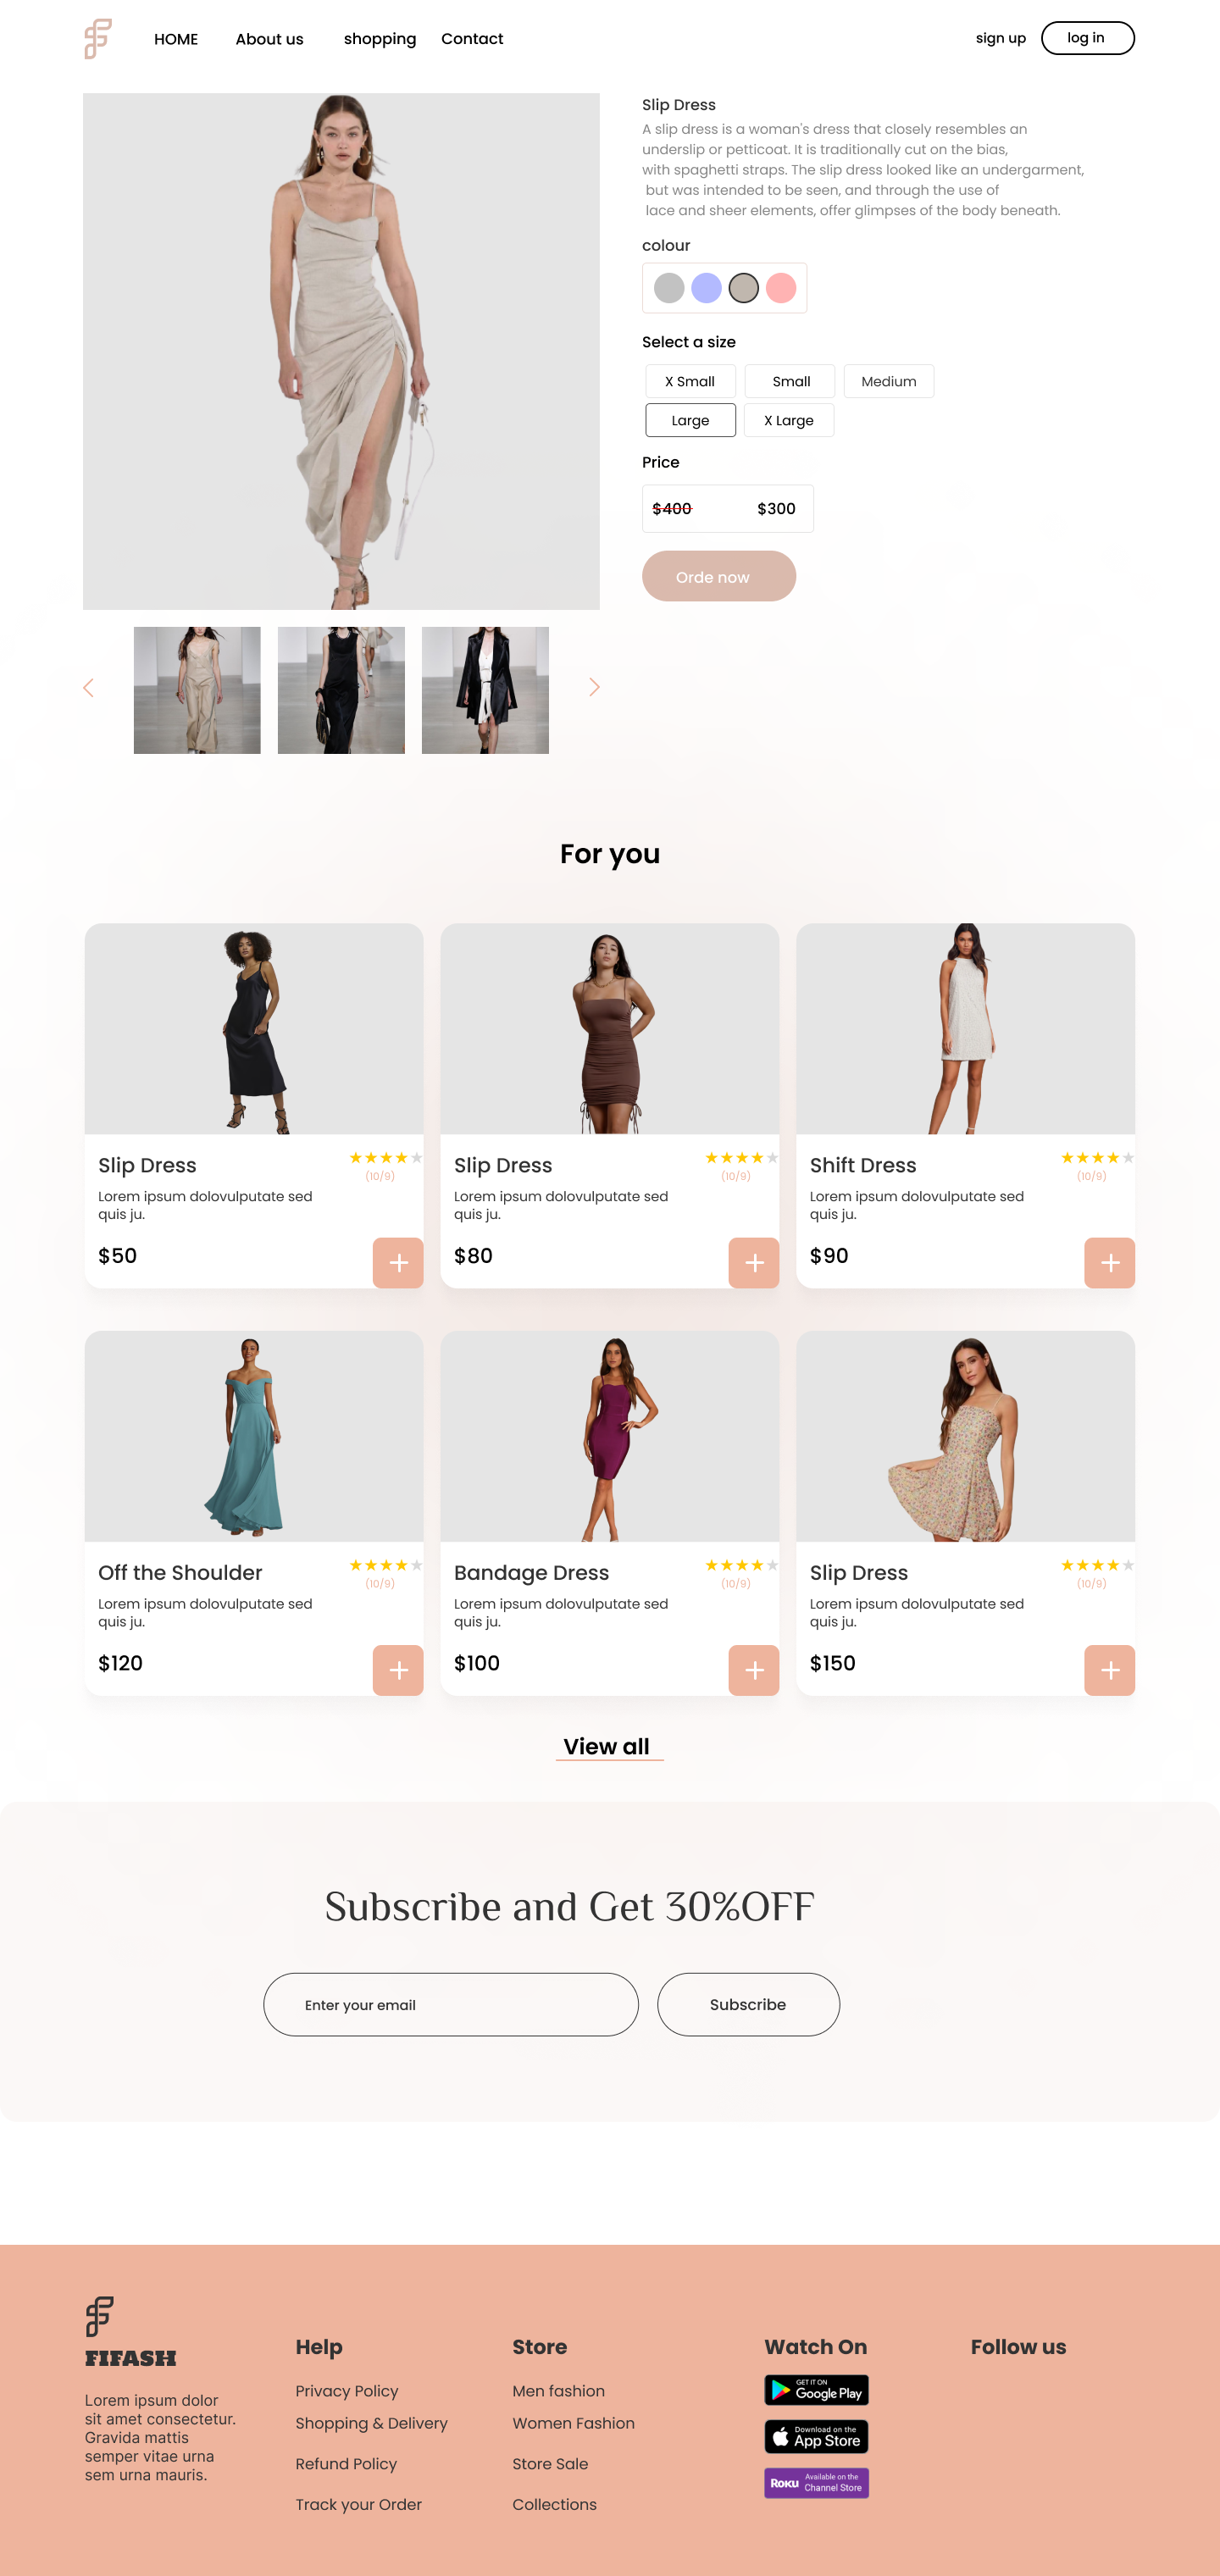 HOME About us shopping Contact sign up log in
Slip Dress
A slip dress is a woman's dress that closely resembles an
underslip or petticoat. It is traditionally cut on the bias,
with spaghetti straps. The slip dress looked like an undergarment,
but was intended to be seen, and through the use of
lace and sheer elements, offer glimpses of the body beneath.
colour
Select a size
X Small Small Medium
Large X Large
Price
$400 $300
Orde now
For you
Slip Dress
(10/9)
Lorem ipsum dolovulputate sed
quis ju.
$50
Slip Dress
(10/9)
Lorem ipsum dolovulputate sed
quis ju.
$80
Shift Dress
(10/9)
Lorem ipsum dolovulputate sed
quis ju.
$90
Off the Shoulder
(10/9)
Lorem ipsum dolovulputate sed
quis ju.
$120
Bandage Dress
(10/9)
Lorem ipsum dolovulputate sed
quis ju.
$100
Slip Dress
(10/9)
Lorem ipsum dolovulputate sed
quis ju.
$150
View all
Subscribe and Get 30%OFF
Enter your email Subscribe
FIFASH
Lorem ipsum dolor
sit amet consectetur.
Gravida mattis
semper vitae urna
sem urna mauris.
Help
Privacy Policy
Shopping & Delivery
Refund Policy
Track your Order
Store
Men fashion
Women Fashion
Store Sale
Collections
Watch On
GET IT ON
Google Play
Download on the
App Store
Roku
Available on the
Channel Store
Follow us